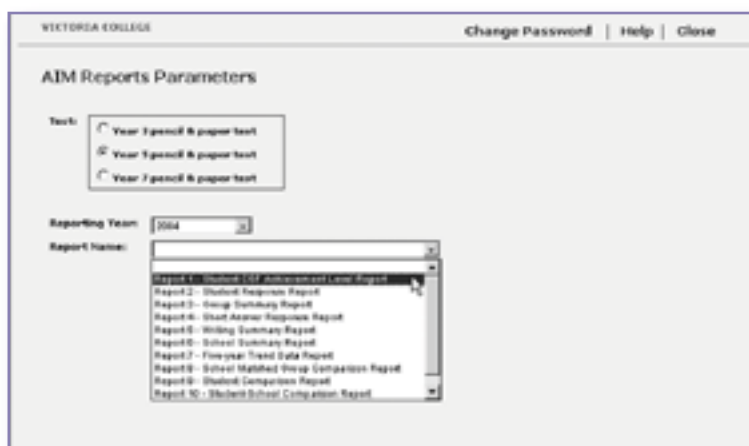 VICTORIA COLLEGE
Change Password | Help | Close
AIM Reports Parameters
Test:
Year 3 pencil & paper test
Year 5 pencil & paper test
Year 7 pencil & paper test
Reporting Year: 2004
Report Name:
Report 1 - Student CSF Achievement Level Report
Report 2 - Student Response Report
Report 3 - Group Summary Report
Report 4 - Short Answer Response Report
Report 5 - Writing Summary Report
Report 6 - School Summary Report
Report 7 - Five-year Trend Data Report
Report 8 - School Matched Group Comparison Report
Report 9 - Student Comparison Report
Report 10 - Student School Comparison Report